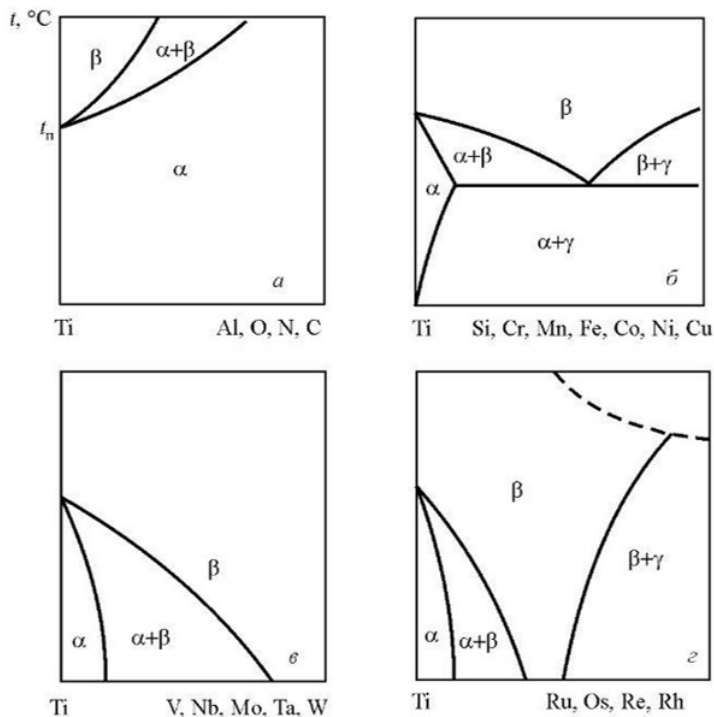 t, °C
β
α+β
tп
α
а
Ti Al, O, N, C
β
α+β
β+γ
α
α+γ
б
Ti Si, Cr, Mn, Fe, Co, Ni, Cu
β
α
α+β
в
Ti V, Nb, Mo, Ta, W
β
β+γ
α
α+β
г
Ti Ru, Os, Re, Rh